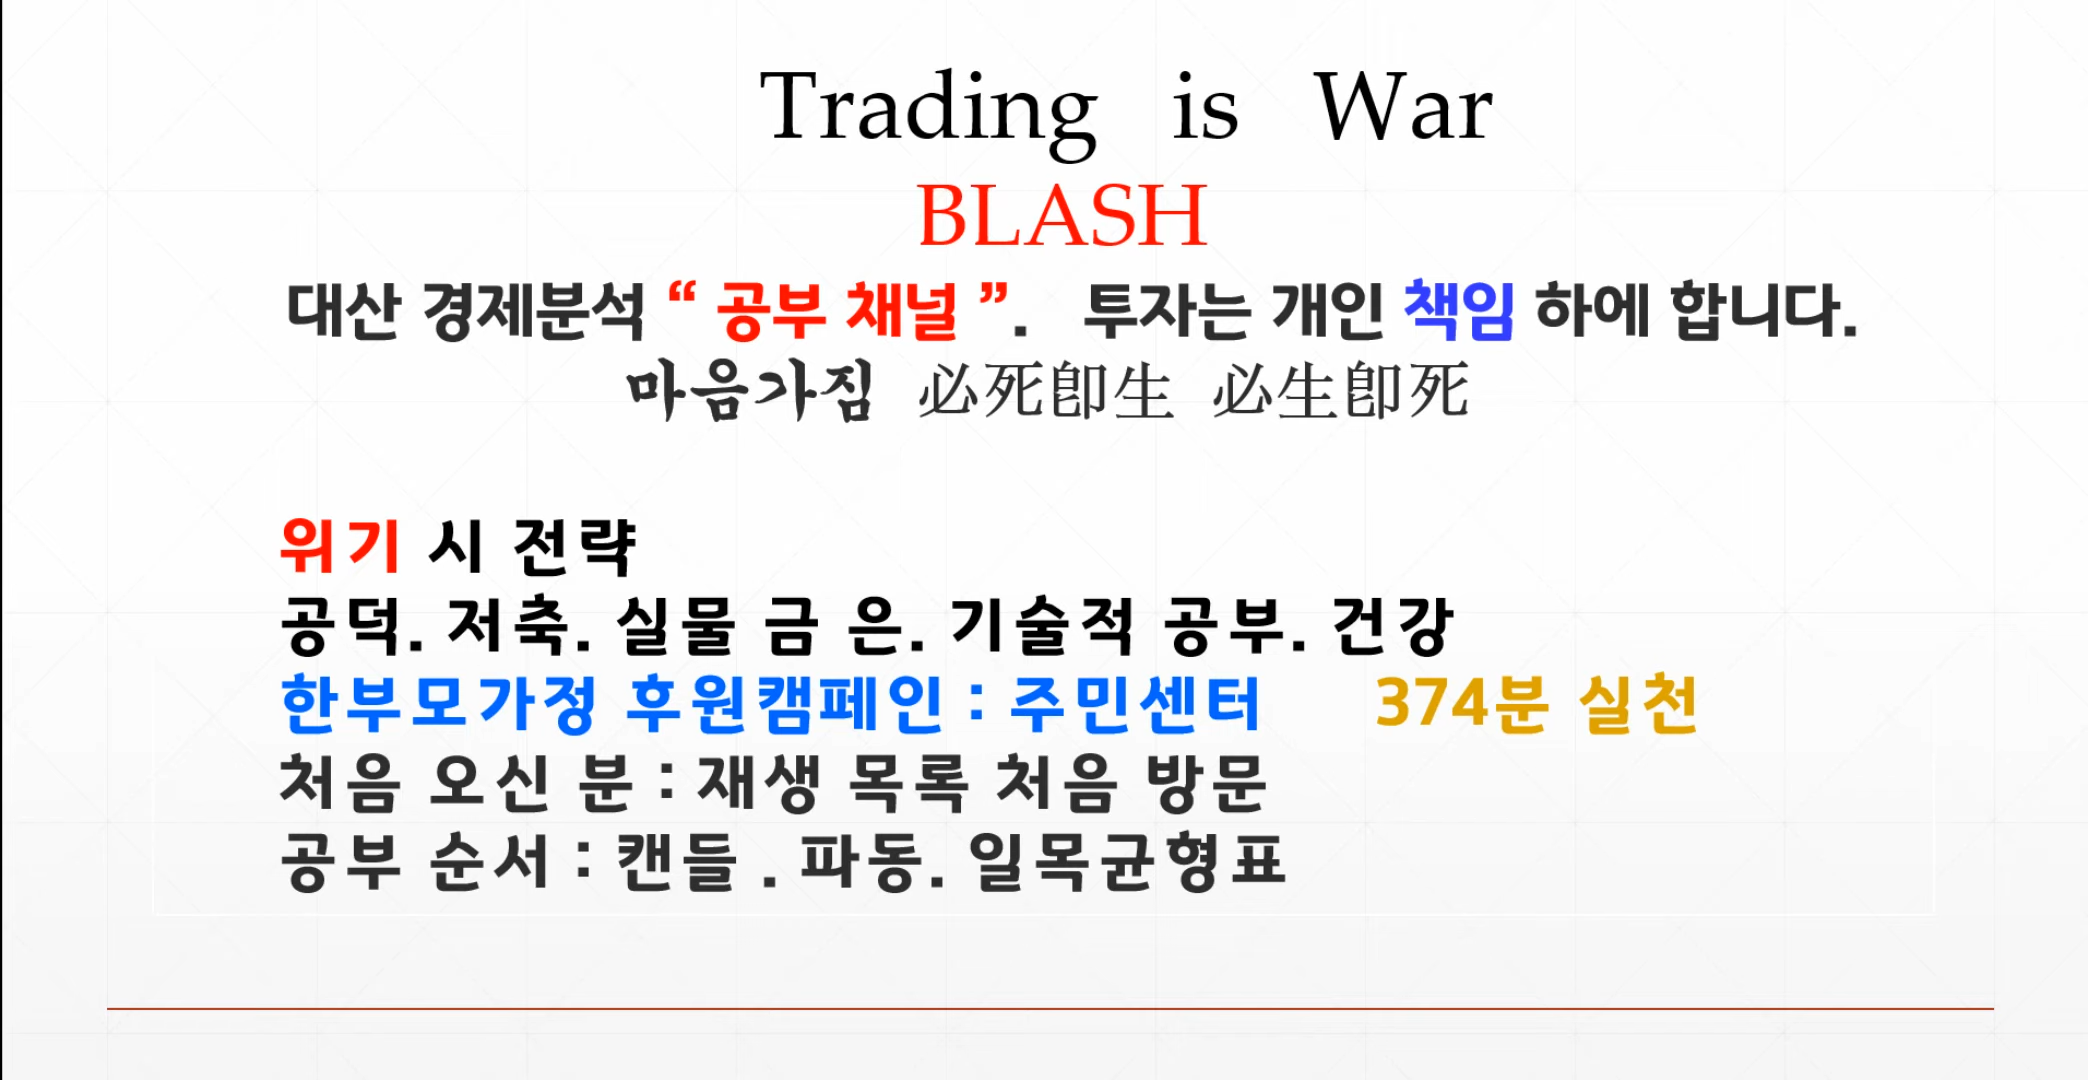 Trading is War
BLASH
대산 경제분석 “ 공부 채널 ”. 투자는 개인 책임 하에 합니다.
마음가짐 必死卽生 必生卽死
위기 시 전략
공덕. 저축. 실물 금 은. 기술적 공부. 건강
한부모가정 후원캠페인 : 주민센터 374분 실천
처음 오신 분 : 재생 목록 처음 방문
공부 순서 : 캔들 . 파동. 일목균형표